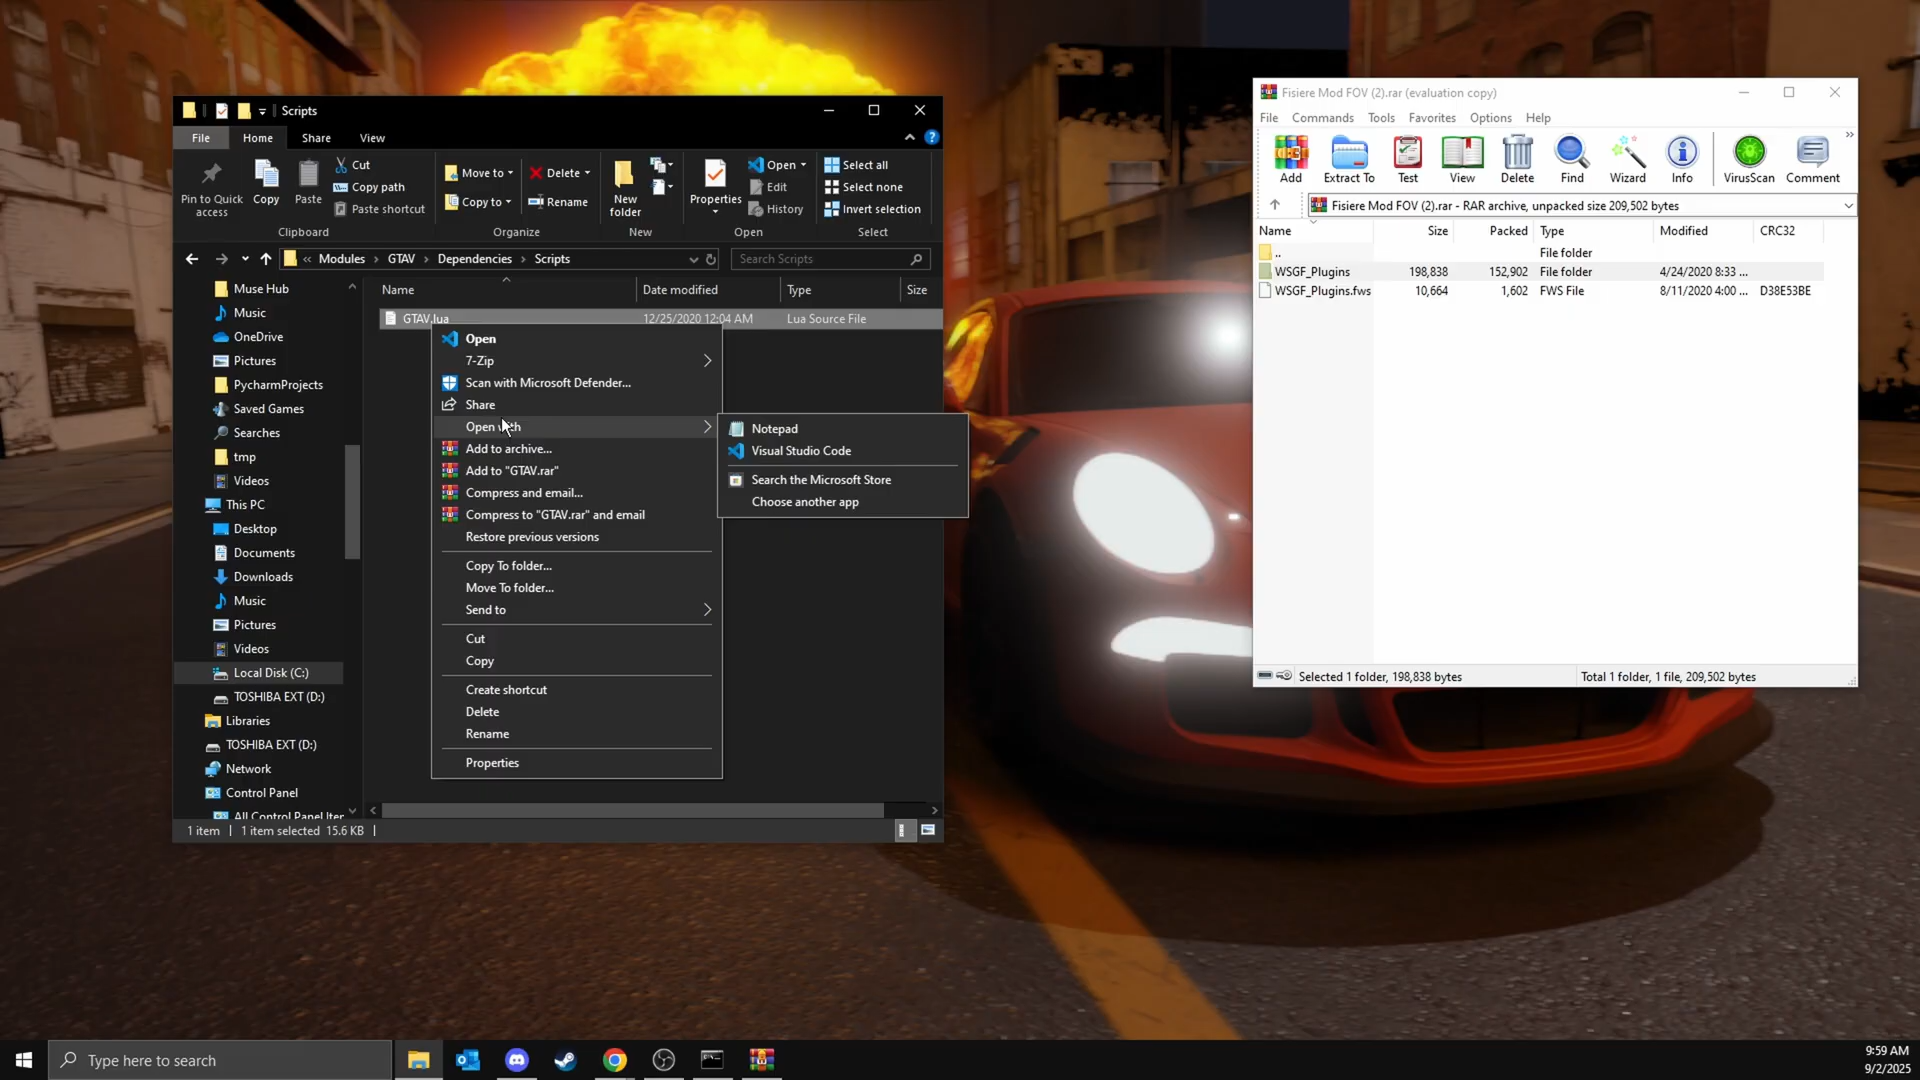 Scripts
File
Home
Share
View
Pin to Quick access
Copy
Paste
Cut
Copy path
Paste shortcut
Clipboard
Move to
Copy to
Delete
Rename
Organize
New folder
New
Properties
Open
Edit
History
Open
Select all
Select none
Invert selection
Select
« Modules > GTAV > Dependencies > Scripts
Search Scripts
Name
Date modified
Type
Size
GTAV.lua
12/25/2020 12:04 AM
Lua Source File
Muse Hub
Music
OneDrive
Pictures
PycharmProjects
Saved Games
Searches
tmp
Videos
This PC
Desktop
Documents
Downloads
Music
Pictures
Videos
Local Disk (C:)
TOSHIBA EXT (D:)
Libraries
TOSHIBA EXT (D:)
Network
Control Panel
All Control Panel Iter
Open
7-Zip
Scan with Microsoft Defender...
Share
Open with
Add to archive...
Add to "GTAV.rar"
Compress and email...
Compress to "GTAV.rar" and email
Restore previous versions
Copy To folder...
Move To folder...
Send to
Cut
Copy
Create shortcut
Delete
Rename
Properties
Notepad
Visual Studio Code
Search the Microsoft Store
Choose another app
1 item
1 item selected 15.6 KB
Fisiere Mod FOV (2).rar (evaluation copy)
File Commands Tools Favorites Options Help
Add
Extract To
Test
View
Delete
Find
Wizard
Info
VirusScan
Comment
Fisiere Mod FOV (2).rar - RAR archive, unpacked size 209,502 bytes
Name Size Packed Type Modified CRC32
.. File folder
WSGF_Plugins 198,838 152,902 File folder 4/24/2020 8:33 ...
WSGF_Plugins.fws 10,664 1,602 FWS File 8/11/2020 4:00 ... D38E53BE
Selected 1 folder, 198,838 bytes
Total 1 folder, 1 file, 209,502 bytes
Type here to search
9:59 AM
9/2/2025